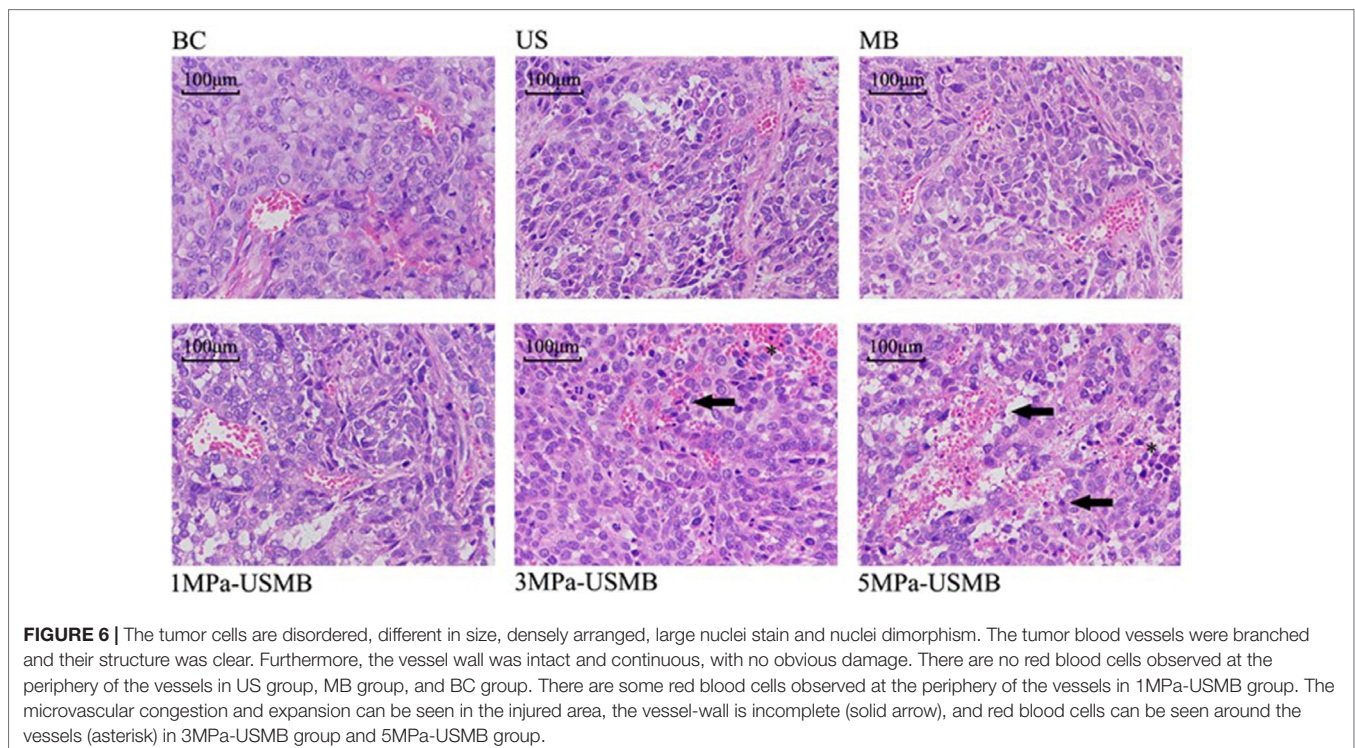 BC US MB
100μm 100μm 100μm
100μm 100μm * 100μm *
1MPa-USMB 3MPa-USMB 5MPa-USMB
FIGURE 6 | The tumor cells are disordered, different in size, densely arranged, large nuclei stain and nuclei dimorphism. The tumor blood vessels were branched
and their structure was clear. Furthermore, the vessel wall was intact and continuous, with no obvious damage. There are no red blood cells observed at the
periphery of the vessels in US group, MB group, and BC group. There are some red blood cells observed at the periphery of the vessels in 1MPa-USMB group. The
microvascular congestion and expansion can be seen in the injured area, the vessel-wall is incomplete (solid arrow), and red blood cells can be seen around the
vessels (asterisk) in 3MPa-USMB group and 5MPa-USMB group.